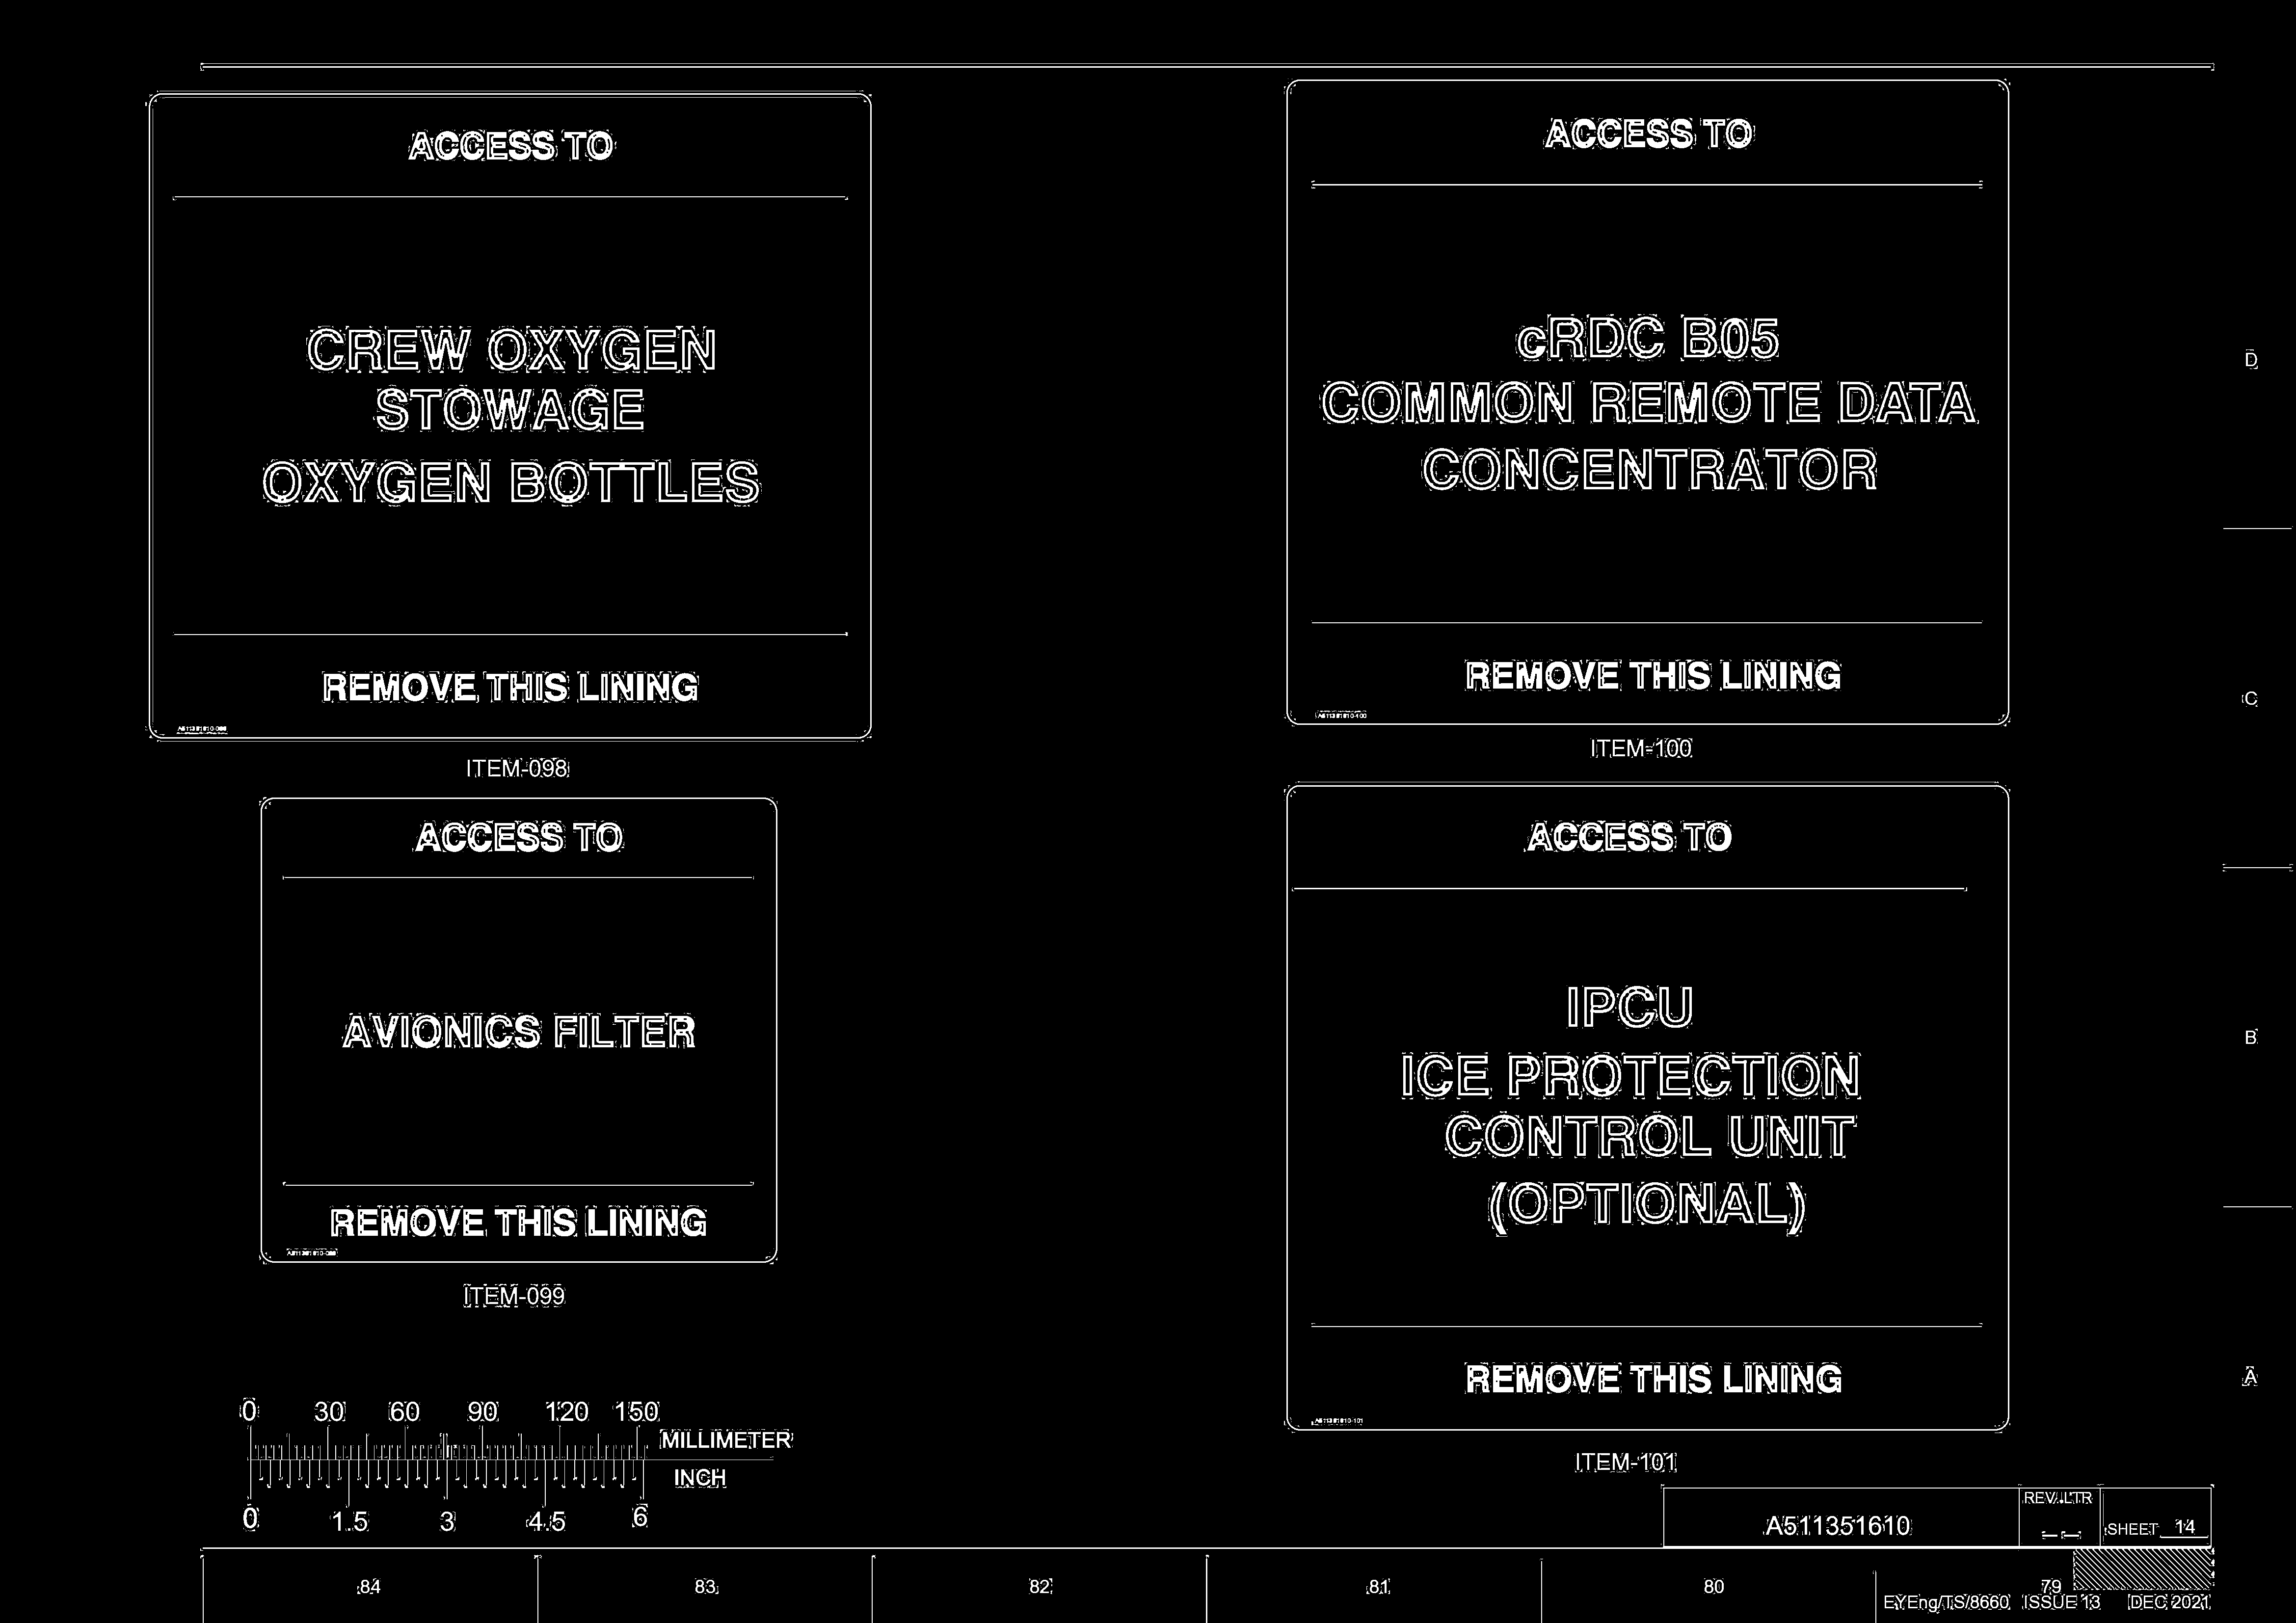 ACCESS TO
CREW OXYGEN
STOWAGE
OXYGEN BOTTLES
REMOVE THIS LINING
ITEM-098
ACCESS TO
cRDC B05
COMMON REMOTE DATA
CONCENTRATOR
REMOVE THIS LINING
A511351610-100
ITEM-100
ACCESS TO
AVIONICS FILTER
REMOVE THIS LINING
ITEM-099
ACCESS TO
IPCU
ICE PROTECTION
CONTROL UNIT
(OPTIONAL)
REMOVE THIS LINING
A511351610-101
ITEM-101
D
C
B
A
0 30 60 90 120 150
MILLIMETER
INCH
0 1.5 3 4.5 6
A511351610
REV.LTR
SHEET 14
84 83 82 81 80 79
EYEng/TS/8660 ISSUE 13 DEC 2021